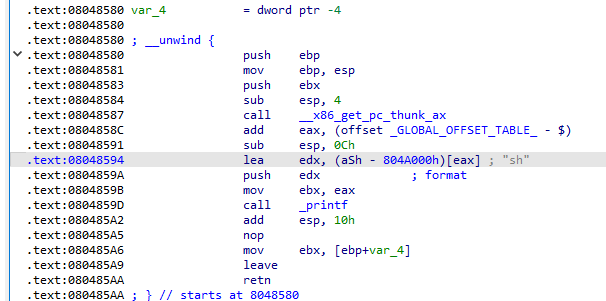 .text:08048580 var_4 = dword ptr -4
.text:08048580
.text:08048580 ; __unwind {
.text:08048580 push ebp
.text:08048581 mov ebp, esp
.text:08048583 push ebx
.text:08048584 sub esp, 4
.text:08048587 call __x86_get_pc_thunk_ax
.text:0804858C add eax, (offset _GLOBAL_OFFSET_TABLE_ - $)
.text:08048591 sub esp, 0Ch
.text:08048594 lea edx, (aSh - 804A000h)[eax] ; "sh"
.text:0804859A push edx ; format
.text:0804859B mov ebx, eax
.text:0804859D call _printf
.text:080485A2 add esp, 10h
.text:080485A5 nop
.text:080485A6 mov ebx, [ebp+var_4]
.text:080485A9 leave
.text:080485AA retn
.text:080485AA ; } // starts at 8048580